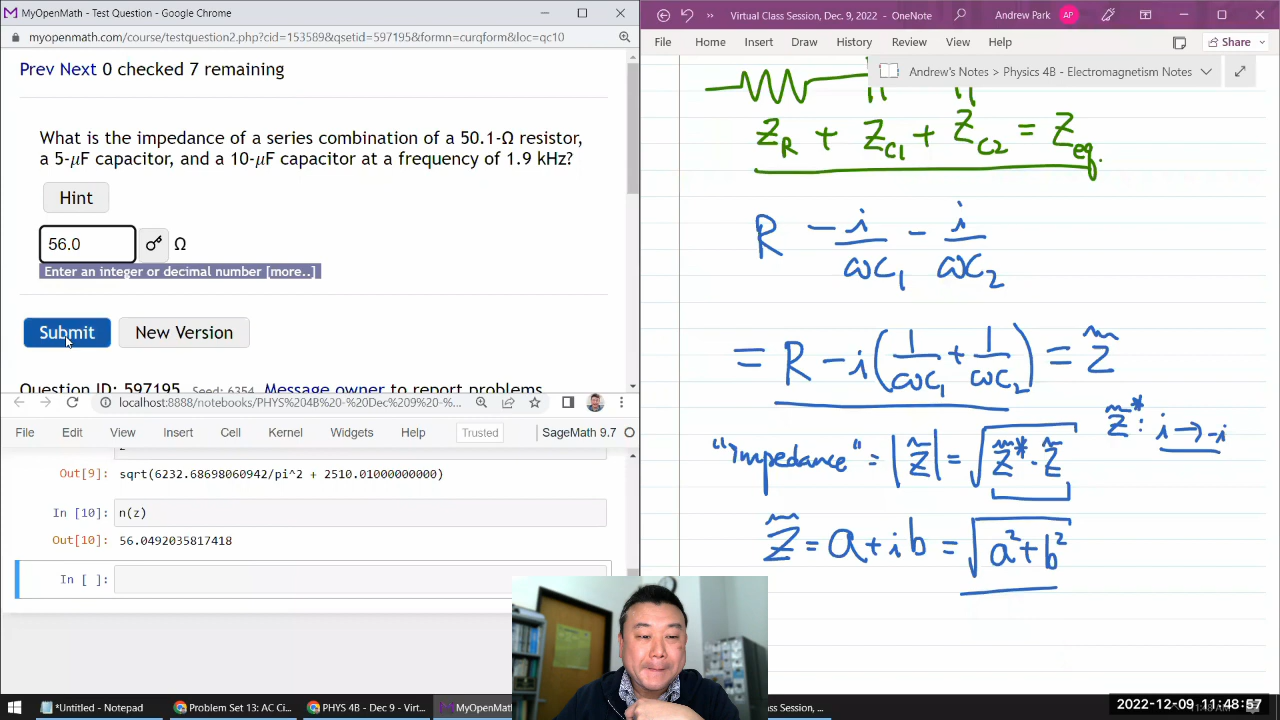 MyOpenMath - Test Question - Google Chrome
myopenmath.com/course/testquestion2.php?cid=153589&qsetid=597195&formn=curqform&loc=qc10
Prev Next 0 checked 7 remaining
What is the impedance of a series combination of a 50.1-Ω resistor,
a 5-μF capacitor, and a 10-μF capacitor at a frequency of 1.9 kHz?
Hint
56.0 Ω
Enter an integer or decimal number [more..]
Submit New Version
Question ID: 597195 Seed: 6354 Message owner to report problems
localhost:8888/notebooks/PHYS%204B%20-%20Dec%209%20-%...
File Edit View Insert Cell Kernel Widgets Trusted SageMath 9.7
Out[9]: sqrt(6232.68698060942/pi^2 + 2510.01000000000)
In [10]: n(z)
Out[10]: 56.0492035817418
In [ ]:
Virtual Class Session, Dec. 9, 2022 - OneNote Andrew Park AP
File Home Insert Draw History Review View Help Share
Andrew's Notes > Physics 4B - Electromagnetism Notes
Z_R + Z_C1 + Z_C2 = Z_eq.
R - i/ωC₁ - i/ωC₂
= R - i(1/ωC₁ + 1/ωC₂) = Z̃
Z̃*: i → -i
"Impedance" = |Z̃| = √(Z̃*·Z̃)
Z̃ = a + ib = √(a²+b²)
*Untitled - Notepad Problem Set 13: AC Ci... PHYS 4B - Dec 9 - Virt... MyOpenMath Session, ...
2022-12-09 11:48:57